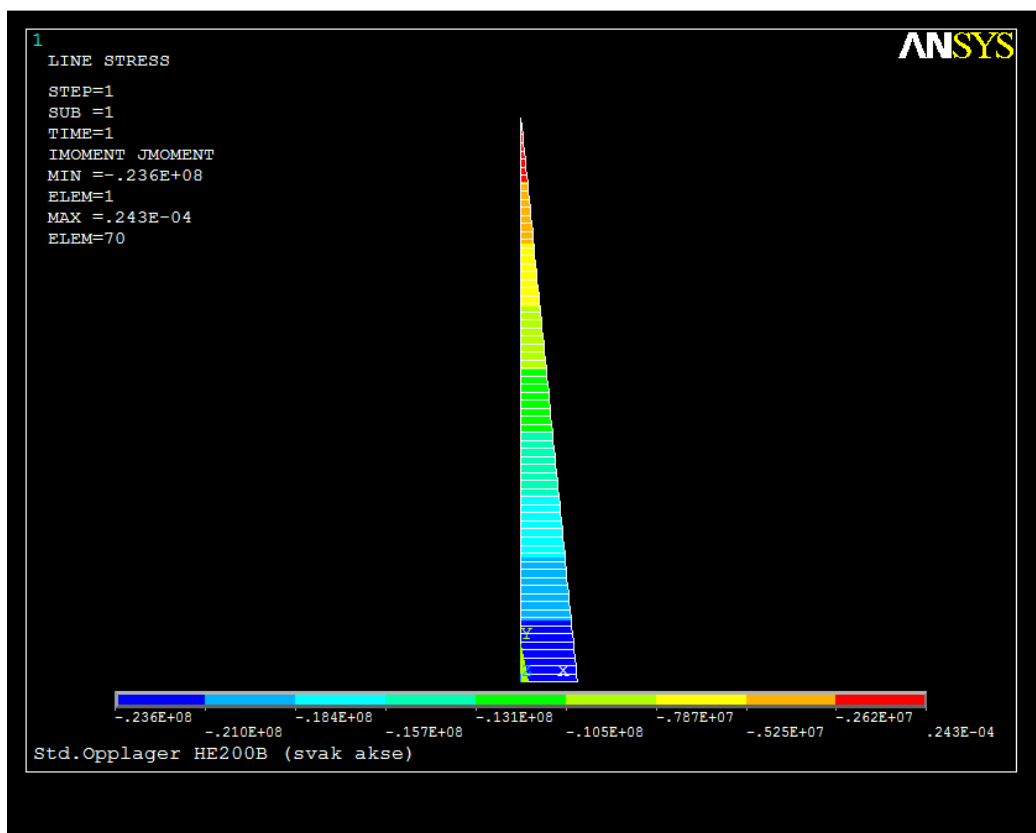 1
ANSYS
LINE STRESS
STEP=1
SUB =1
TIME=1
IMOMENT JMOMENT
MIN =-.236E+08
ELEM=1
MAX =.243E-04
ELEM=70
Y
X
-.236E+08 -.184E+08 -.131E+08 -.787E+07 -.262E+07
-.210E+08 -.157E+08 -.105E+08 -.525E+07 .243E-04
Std.Opplager HE200B (svak akse)